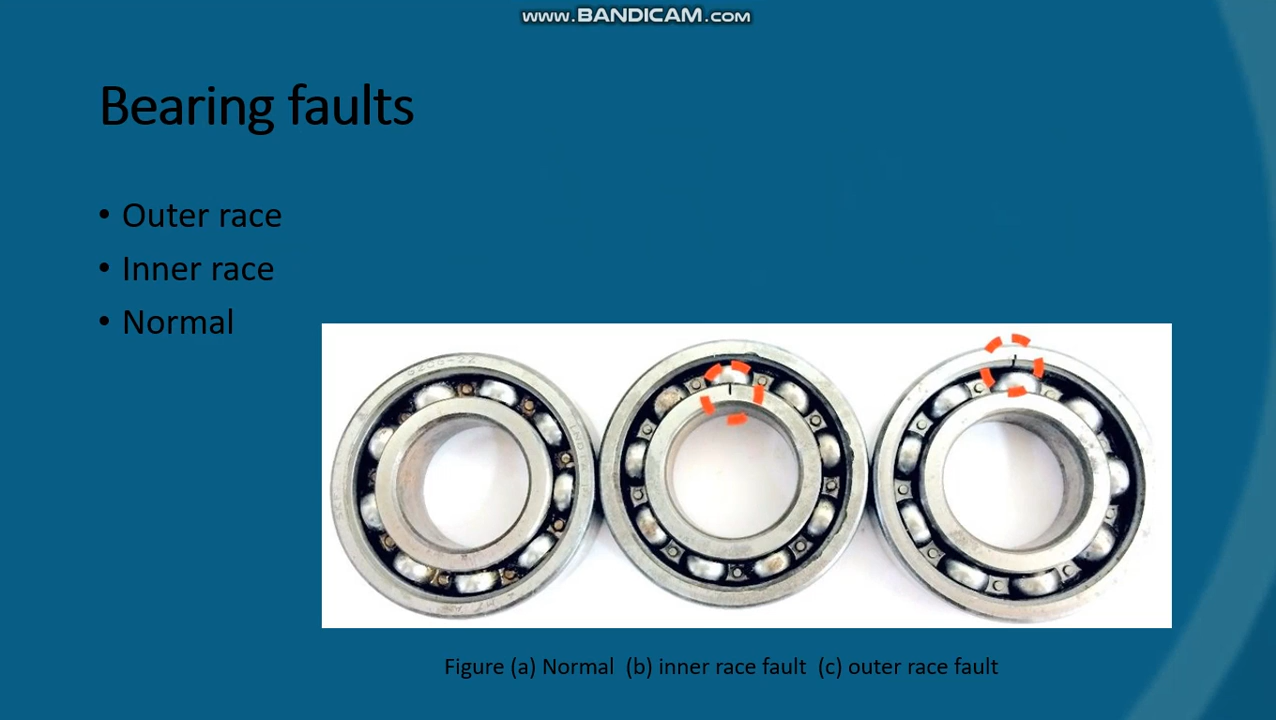 www.BANDICAM.com
Bearing faults
• Outer race
• Inner race
• Normal
Figure (a) Normal (b) inner race fault (c) outer race fault